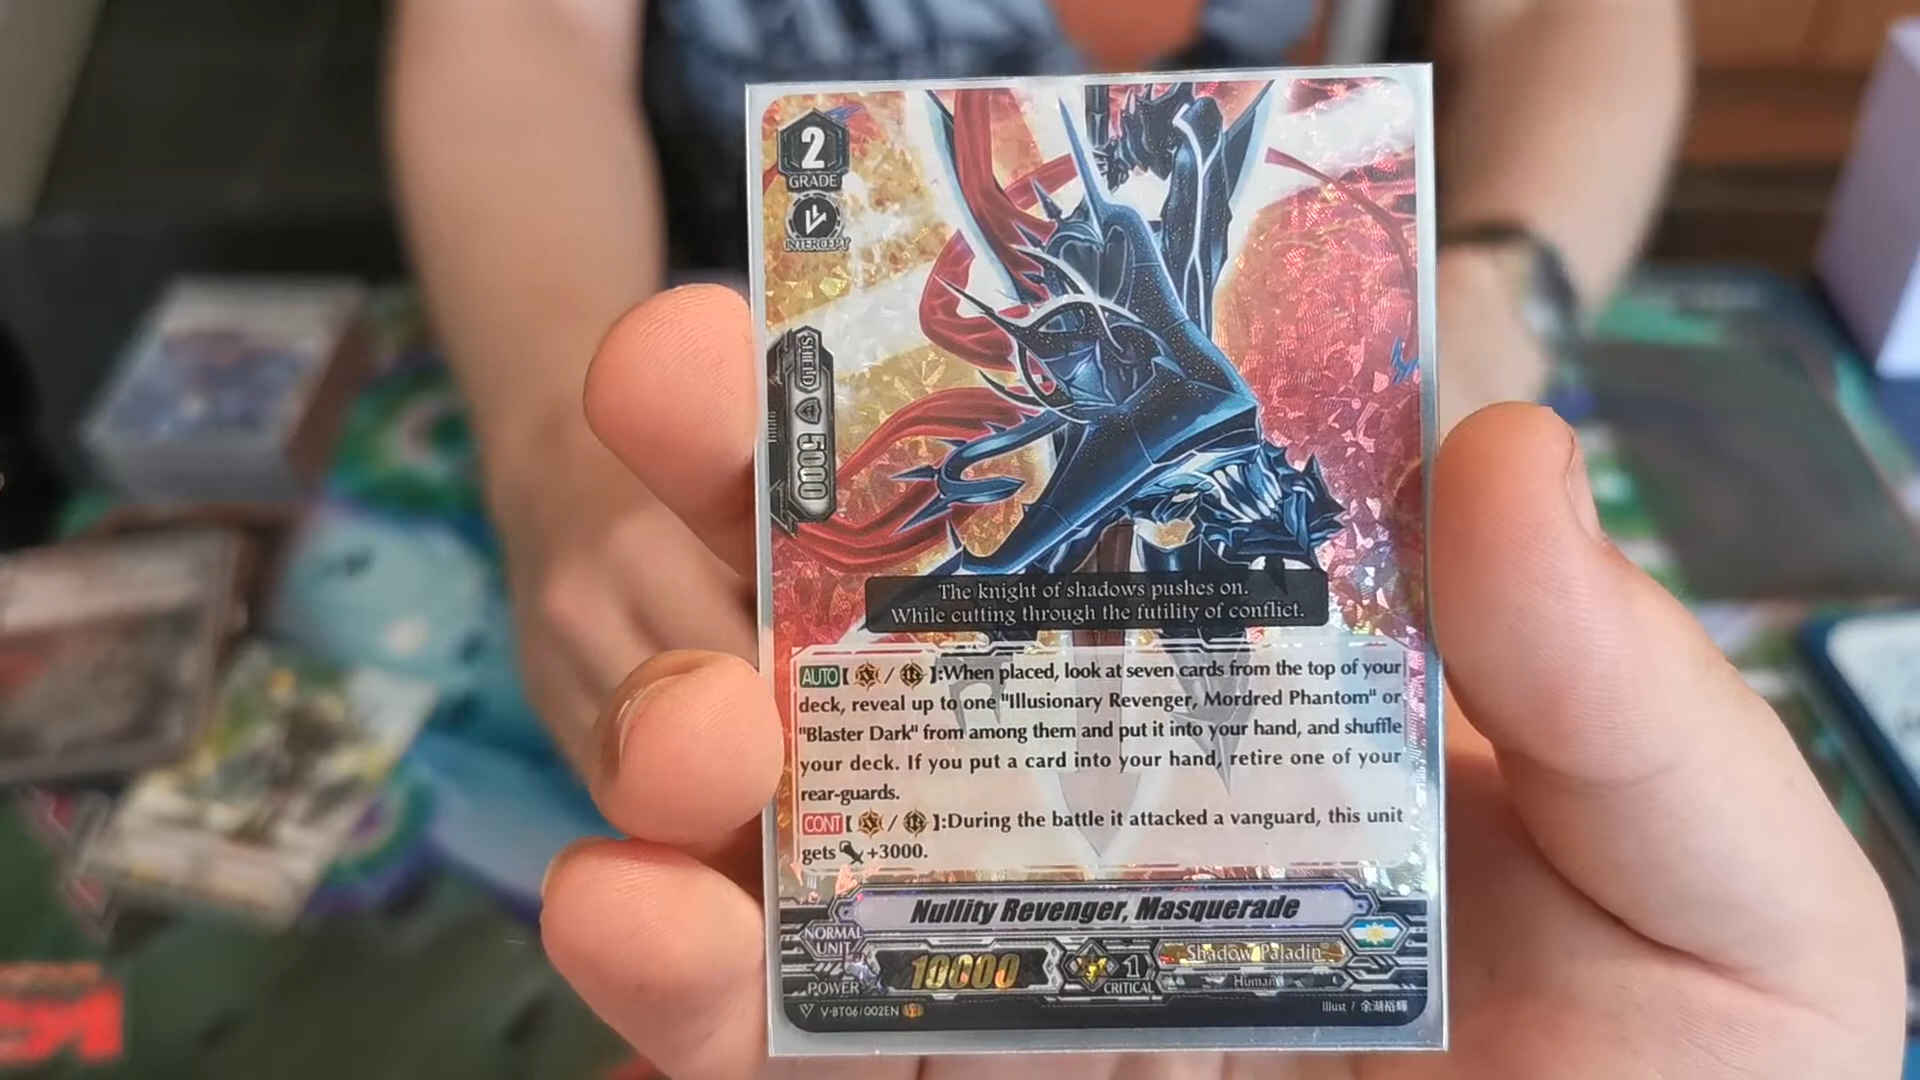 2
GRADE
INTERCEPT
SHIELD
5000
The knight of shadows pushes on.
While cutting through the futility of conflict.
AUTO【 V / R 】:When placed, look at seven cards from the top of your
deck, reveal up to one "Illusionary Revenger, Mordred Phantom" or
"Blaster Dark" from among them and put it into your hand, and shuffle
your deck. If you put a card into your hand, retire one of your
rear-guards.
CONT【 V / R 】:During the battle it attacked a vanguard, this unit
gets +3000.
Nullity Revenger, Masquerade
NORMAL
UNIT
POWER
10000
1
CRITICAL
Shadow Paladin
Human
V-BT06/002EN
Illust / 余湖裕輝